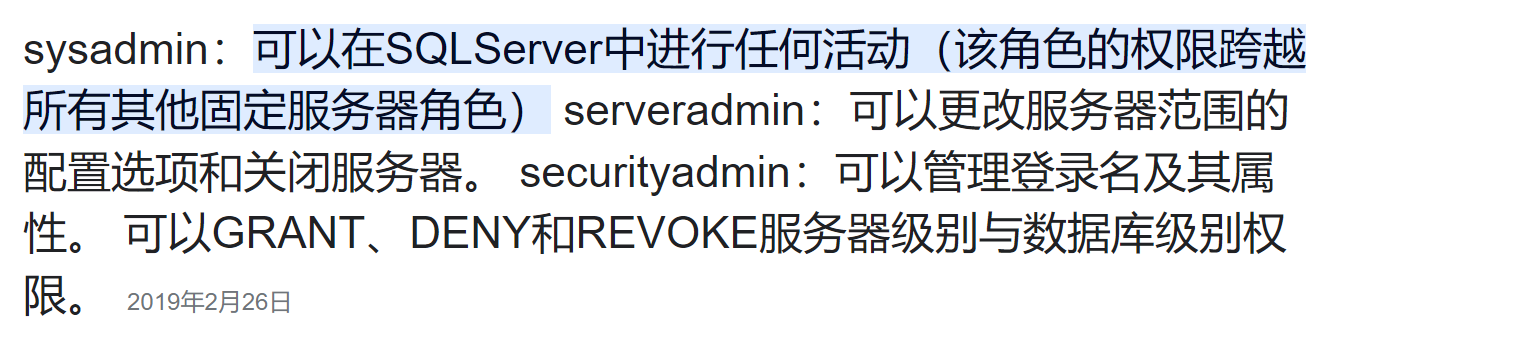 sysadmin：可以在SQLServer中进行任何活动（该角色的权限跨越
所有其他固定服务器角色） serveradmin：可以更改服务器范围的
配置选项和关闭服务器。 securityadmin：可以管理登录名及其属
性。 可以GRANT、DENY和REVOKE服务器级别与数据库级别权
限。 2019年2月26日